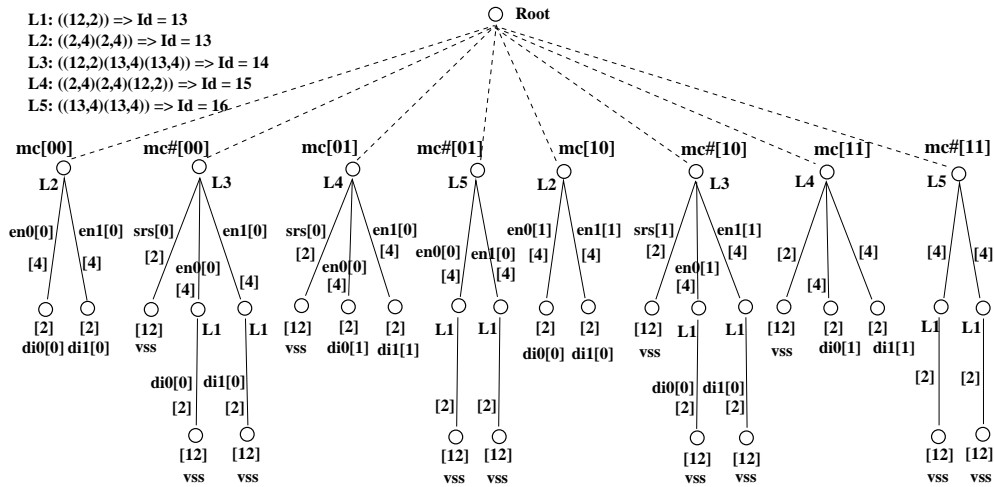 Root
L1: ((12,2)) => Id = 13
L2: ((2,4)(2,4)) => Id = 13
L3: ((12,2)(13,4)(13,4)) => Id = 14
L4: ((2,4)(2,4)(12,2)) => Id = 15
L5: ((13,4)(13,4)) => Id = 16
mc[00] mc#[00] mc[01] mc#[01] mc[10] mc#[10] mc[11] mc#[11]
L2 L3 L4 L5 L2 L3 L4 L5
en0[0] en1[0] srs[0] en1[0] srs[0] en1[0] en0[0] en1[0] en0[1] en1[1] srs[1] en1[1]
[4] [4] [2] en0[0] [4] [4] [2] en0[0] [4] [4] [4] [4] [4] [4] [2] en0[1] [4] [4] [2] [4] [4] [4] [4]
[2] [2] [12] L1 L1 [12] [2] [2] L1 L1 [2] [2] [12] L1 L1 [12] [2] [2] L1 L1
di0[0] di1[0] vss vss di0[1] di1[1] di0[0] di1[0] vss vss di0[1] di1[1]
di0[0] di1[0] di0[0] di1[0]
[2] [2] [2] [2] [2] [2] [2] [2]
[12] [12] [12] [12] [12] [12] [12] [12]
vss vss vss vss vss vss vss vss